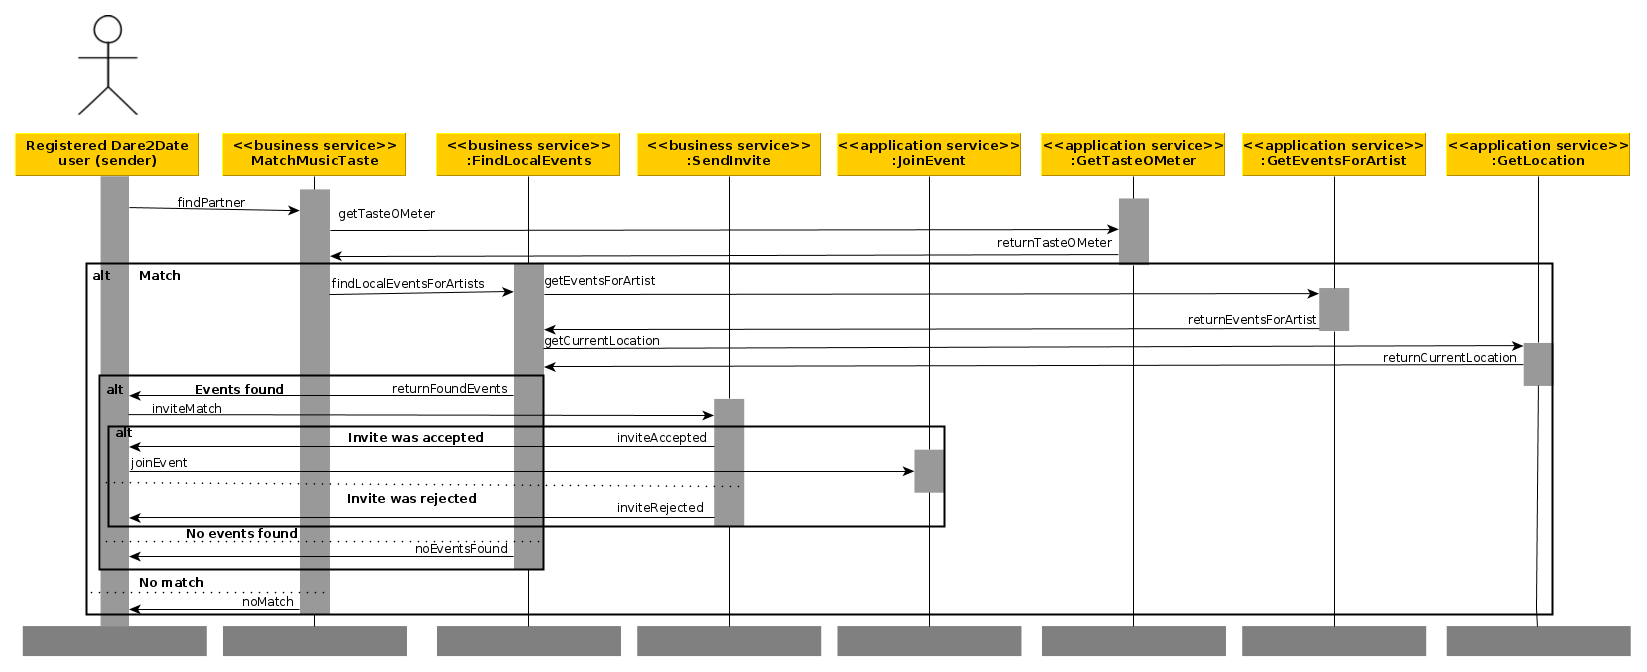 Registered Dare2Date
user (sender)
<<business service>>
MatchMusicTaste
<<business service>>
:FindLocalEvents
<<business service>>
:SendInvite
<<application service>>
:JoinEvent
<<application service>>
:GetTasteOMeter
<<application service>>
:GetEventsForArtist
<<application service>>
:GetLocation
findPartner
getTasteOMeter
returnTasteOMeter
alt
Match
findLocalEventsForArtists
getEventsForArtist
returnEventsForArtist
getCurrentLocation
returnCurrentLocation
alt
Events found
returnFoundEvents
inviteMatch
alt
Invite was accepted
inviteAccepted
joinEvent
Invite was rejected
inviteRejected
No events found
noEventsFound
No match
noMatch